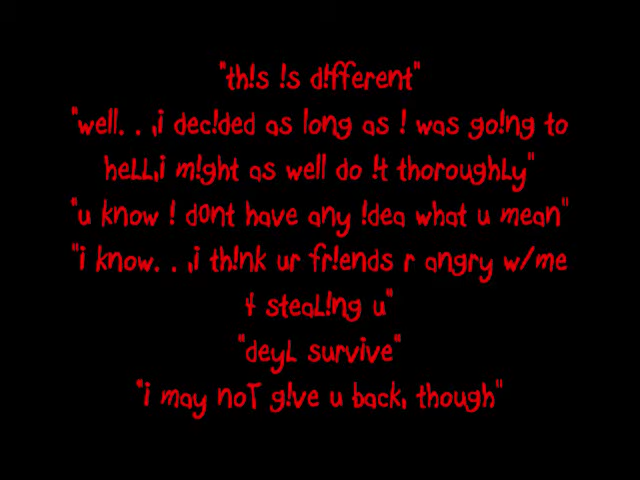 "th!s !s d!fferent"
"well. . .,i dec!ded as long as ! was go!ng to
heLL,i m!ght as well do !t thoroughLy"
"u know ! d0nt have any !dea what u mean"
"i know. . .,i th!nk ur fr!ends r angry w/me
4 steaL!ng u"
"deyL survive"
"i may noT g!ve u back, though"